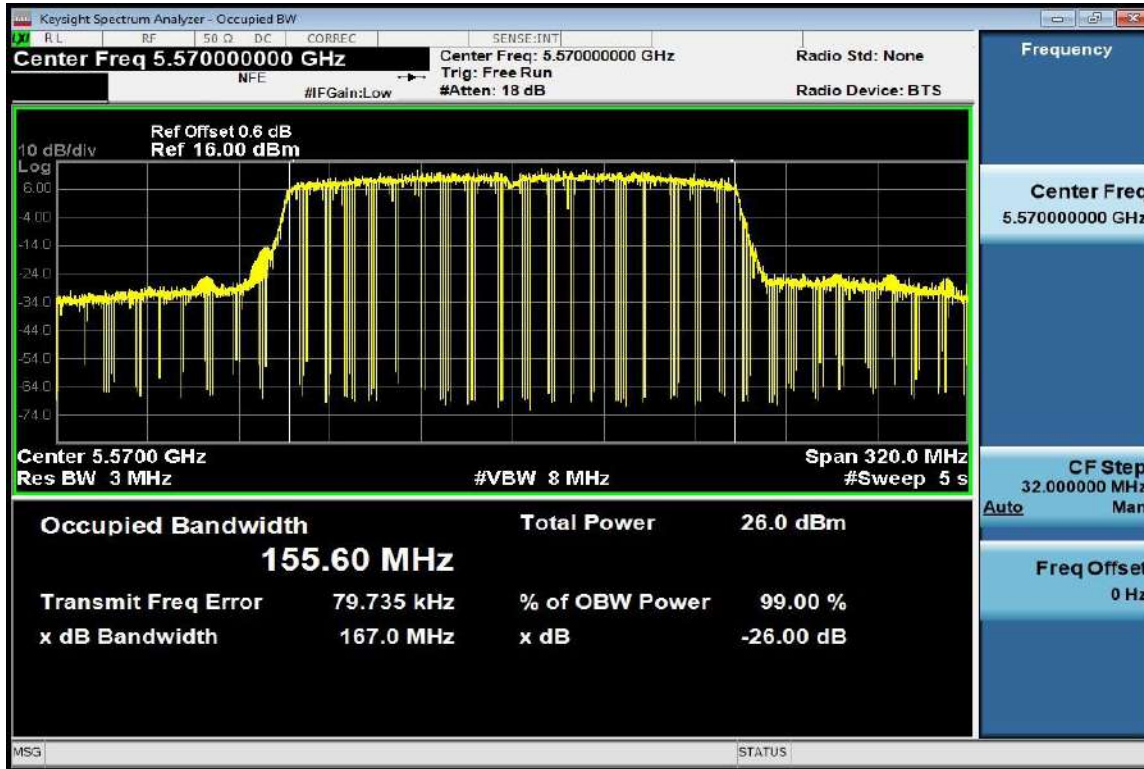 Keysight Spectrum Analyzer - Occupied BW
LXI RL RF 50 Ω DC CORREC SENSE:INT
Center Freq 5.570000000 GHz
NFE
#IFGain:Low
Center Freq: 5.570000000 GHz
Trig: Free Run
#Atten: 18 dB
Radio Std: None
Radio Device: BTS
Frequency
Ref Offset 0.6 dB
10 dB/div Ref 16.00 dBm
Log
6.00
-4.00
-14.0
-24.0
-34.0
-44.0
-54.0
-64.0
-74.0
Center 5.5700 GHz Span 320.0 MHz
Res BW 3 MHz #VBW 8 MHz #Sweep 5 s
Center Freq
5.570000000 GHz
CF Step
32.000000 MHz
Auto Man
Freq Offset
0 Hz
Occupied Bandwidth Total Power 26.0 dBm
155.60 MHz
Transmit Freq Error 79.735 kHz % of OBW Power 99.00 %
x dB Bandwidth 167.0 MHz x dB -26.00 dB
MSG STATUS